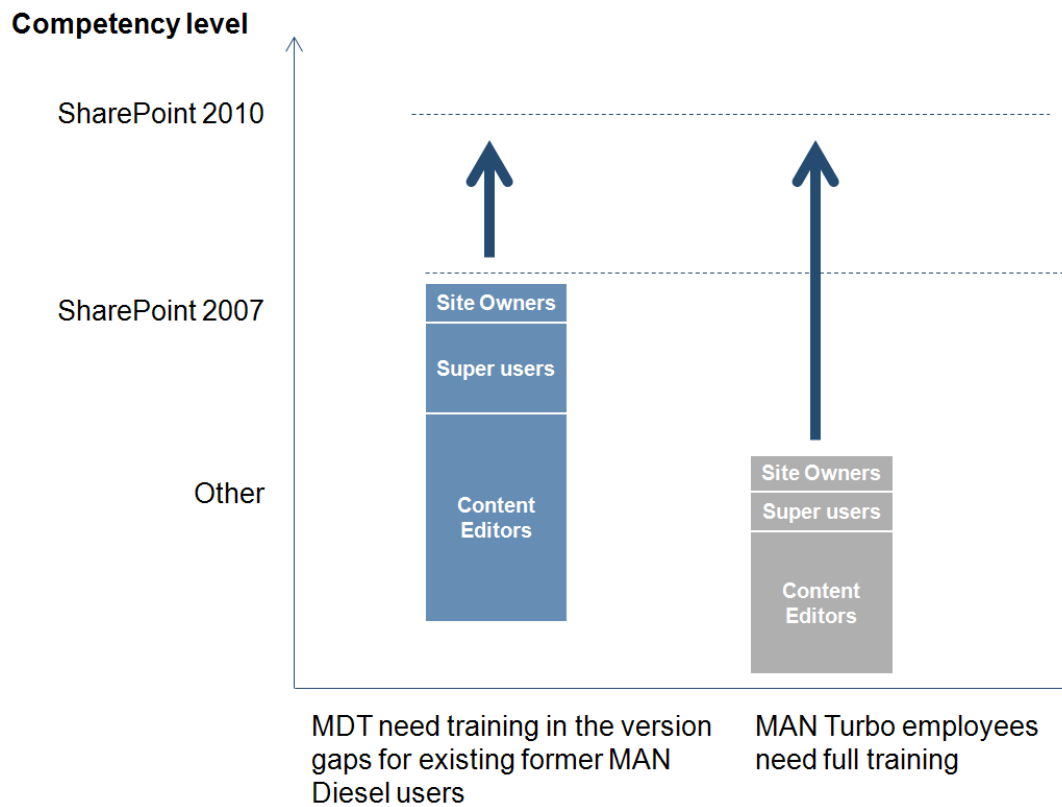 Competency level
SharePoint 2010
SharePoint 2007
Site Owners
Super users
Content
Editors
Other
Site Owners
Super users
Content
Editors
MDT need training in the version
gaps for existing former MAN
Diesel users
MAN Turbo employees
need full training